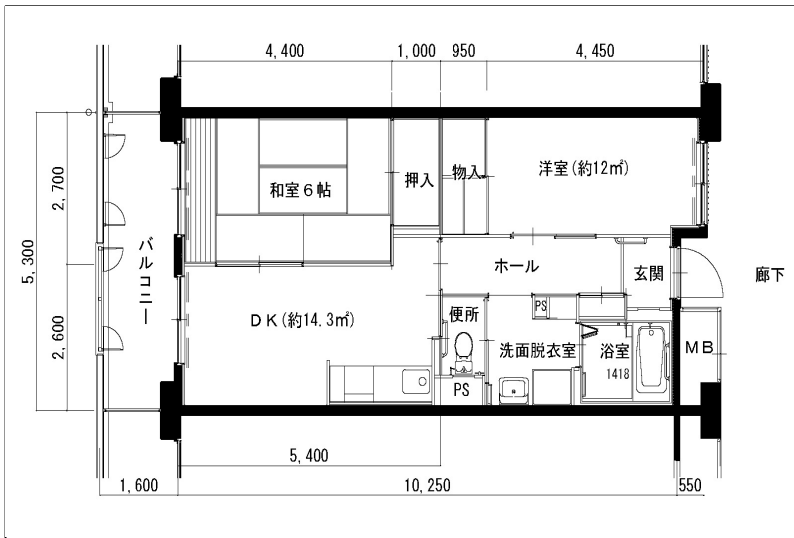 4,400
1,000
950
4,450
5,300
2,700
2,600
和室6帖
押入
物入
洋室(約12㎡)
バルコニー
ホール
玄関
廊下
DK(約14.3㎡)
便所
PS
洗面脱衣室
浴室
1418
MB
PS
5,400
1,600
10,250
550